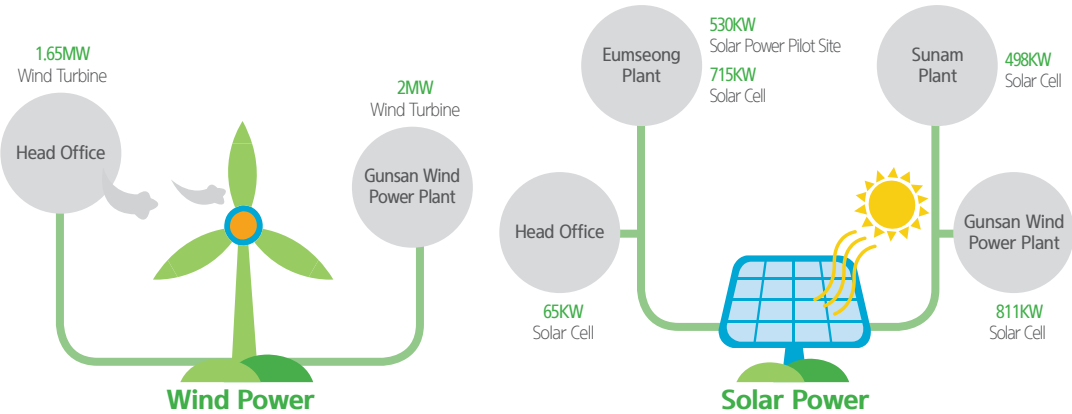 1.65MW
Wind Turbine
Head Office
2MW
Wind Turbine
Gunsan Wind
Power Plant
Wind Power
Eumseong
Plant
530KW
Solar Power Pilot Site
715KW
Solar Cell
Sunam
Plant
498KW
Solar Cell
Head Office
65KW
Solar Cell
Gunsan Wind
Power Plant
811KW
Solar Cell
Solar Power